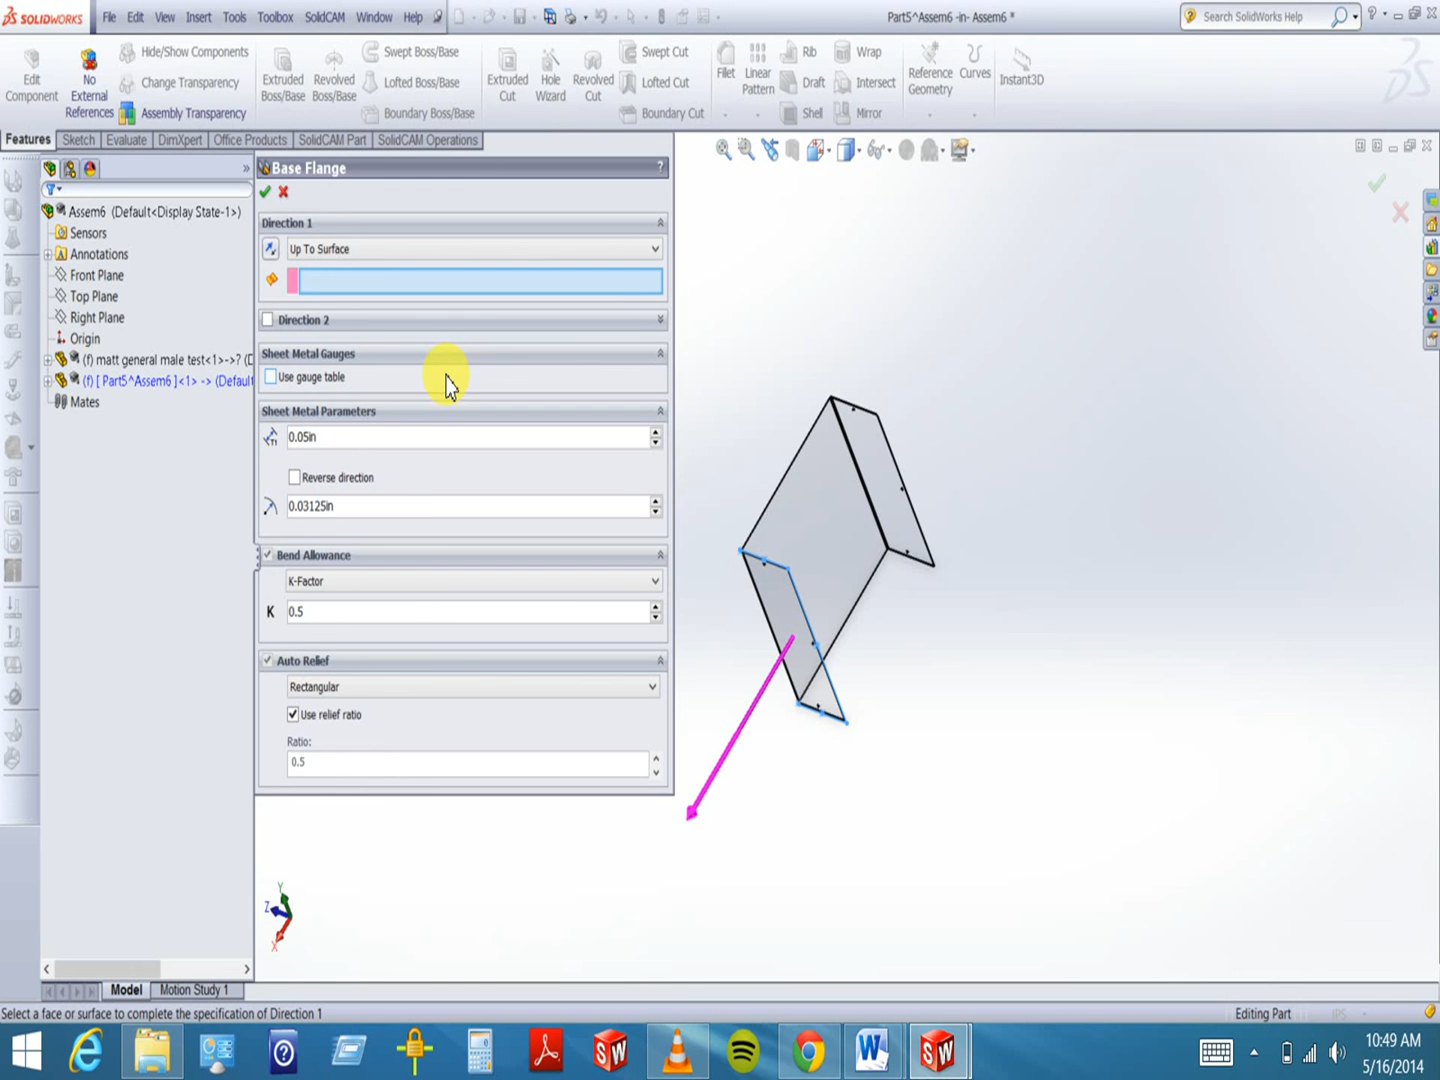 SOLIDWORKS File Edit View Insert Tools Toolbox SolidCAM Window Help Part5^Assem6 -in- Assem6 * Search SolidWorks Help
Edit Component
No External References
Hide/Show Components
Change Transparency
Assembly Transparency
Extruded Boss/Base
Revolved Boss/Base
Swept Boss/Base
Lofted Boss/Base
Boundary Boss/Base
Extruded Cut
Hole Wizard
Revolved Cut
Swept Cut
Lofted Cut
Boundary Cut
Fillet
Linear Pattern
Rib
Draft
Shell
Wrap
Intersect
Mirror
Reference Geometry
Curves
Instant3D
Features Sketch Evaluate DimXpert Office Products SolidCAM Part SolidCAM Operations
Assem6 (Default<Display State-1>)
Sensors
Annotations
Front Plane
Top Plane
Right Plane
Origin
(f) matt general male test<1>->? (D
(f) [ Part5^Assem6 ]<1> -> (Default
Mates
Base Flange ?
Direction 1
Up To Surface
Direction 2
Sheet Metal Gauges
Use gauge table
Sheet Metal Parameters
0.05in
Reverse direction
0.03125in
Bend Allowance
K-Factor
K 0.5
Auto Relief
Rectangular
Use relief ratio
Ratio:
0.5
Y
Z
X
Model Motion Study 1
Select a face or surface to complete the specification of Direction 1 Editing Part IPS
10:49 AM
5/16/2014